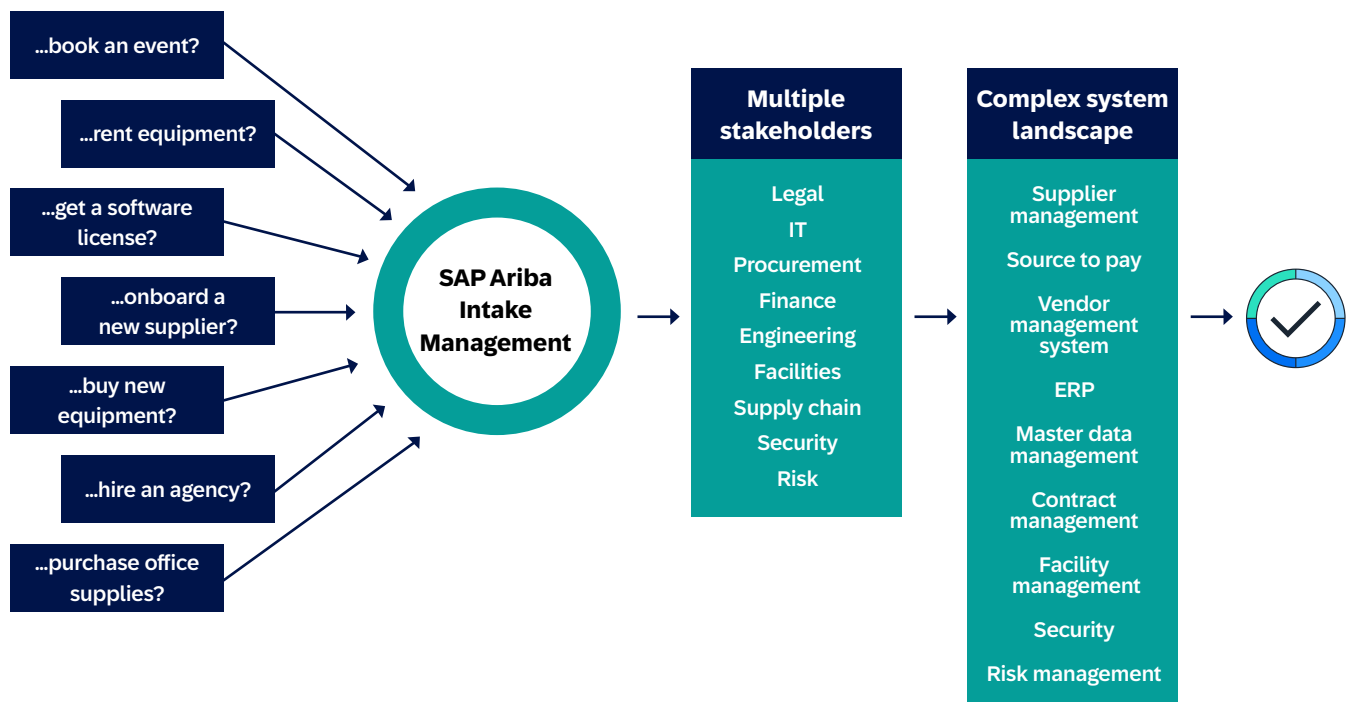 ...book an event?
...rent equipment?
...get a software
license?
...onboard a
new supplier?
...buy new
equipment?
...hire an agency?
...purchase office
supplies?
SAP Ariba
Intake
Management
Multiple
stakeholders
Legal
IT
Procurement
Finance
Engineering
Facilities
Supply chain
Security
Risk
Complex system
landscape
Supplier
management
Source to pay
Vendor
management
system
ERP
Master data
management
Contract
management
Facility
management
Security
Risk management